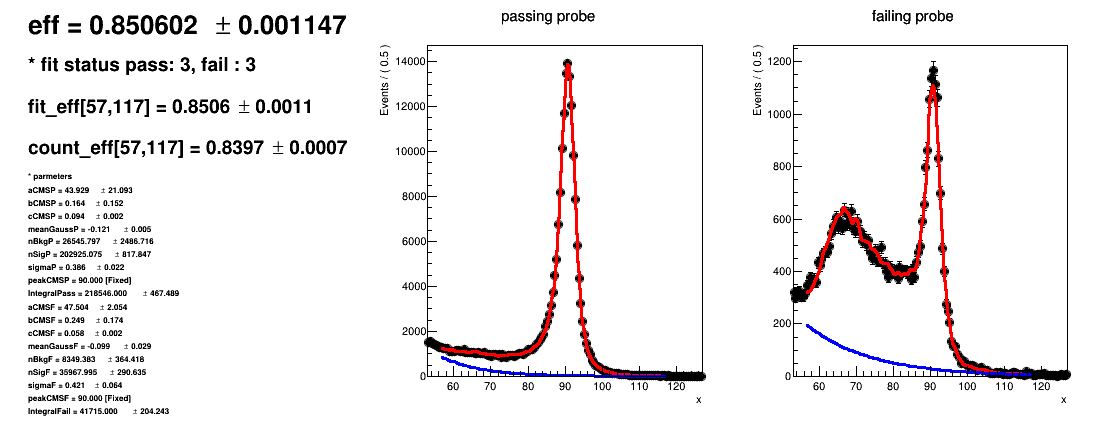 eff = 0.850602 ± 0.001147
* fit status pass: 3, fail : 3
fit_eff[57,117] = 0.8506 ± 0.0011
count_eff[57,117] = 0.8397 ± 0.0007
* parmeters
aCMSP = 43.929 ± 21.093
bCMSP = 0.164 ± 0.152
cCMSP = 0.094 ± 0.002
meanGaussP = -0.121 ± 0.005
nBkgP = 26545.797 ± 2486.716
nSigP = 202925.075 ± 817.847
sigmaP = 0.386 ± 0.022
peakCMSP = 90.000 [Fixed]
IntegralPass = 218546.000 ± 467.489
aCMSF = 47.504 ± 2.054
bCMSF = 0.249 ± 0.174
cCMSF = 0.058 ± 0.002
meanGaussF = -0.099 ± 0.029
nBkgF = 8349.383 ± 364.418
nSigF = 35967.995 ± 290.635
sigmaF = 0.421 ± 0.064
peakCMSF = 90.000 [Fixed]
IntegralFail = 41715.000 ± 204.243
passing probe
Events / ( 0.5 )
14000
12000
10000
8000
6000
4000
2000
0
60 70 80 90 100 110 120
x
failing probe
Events / ( 0.5 )
1200
1000
800
600
400
200
0
60 70 80 90 100 110 120
x